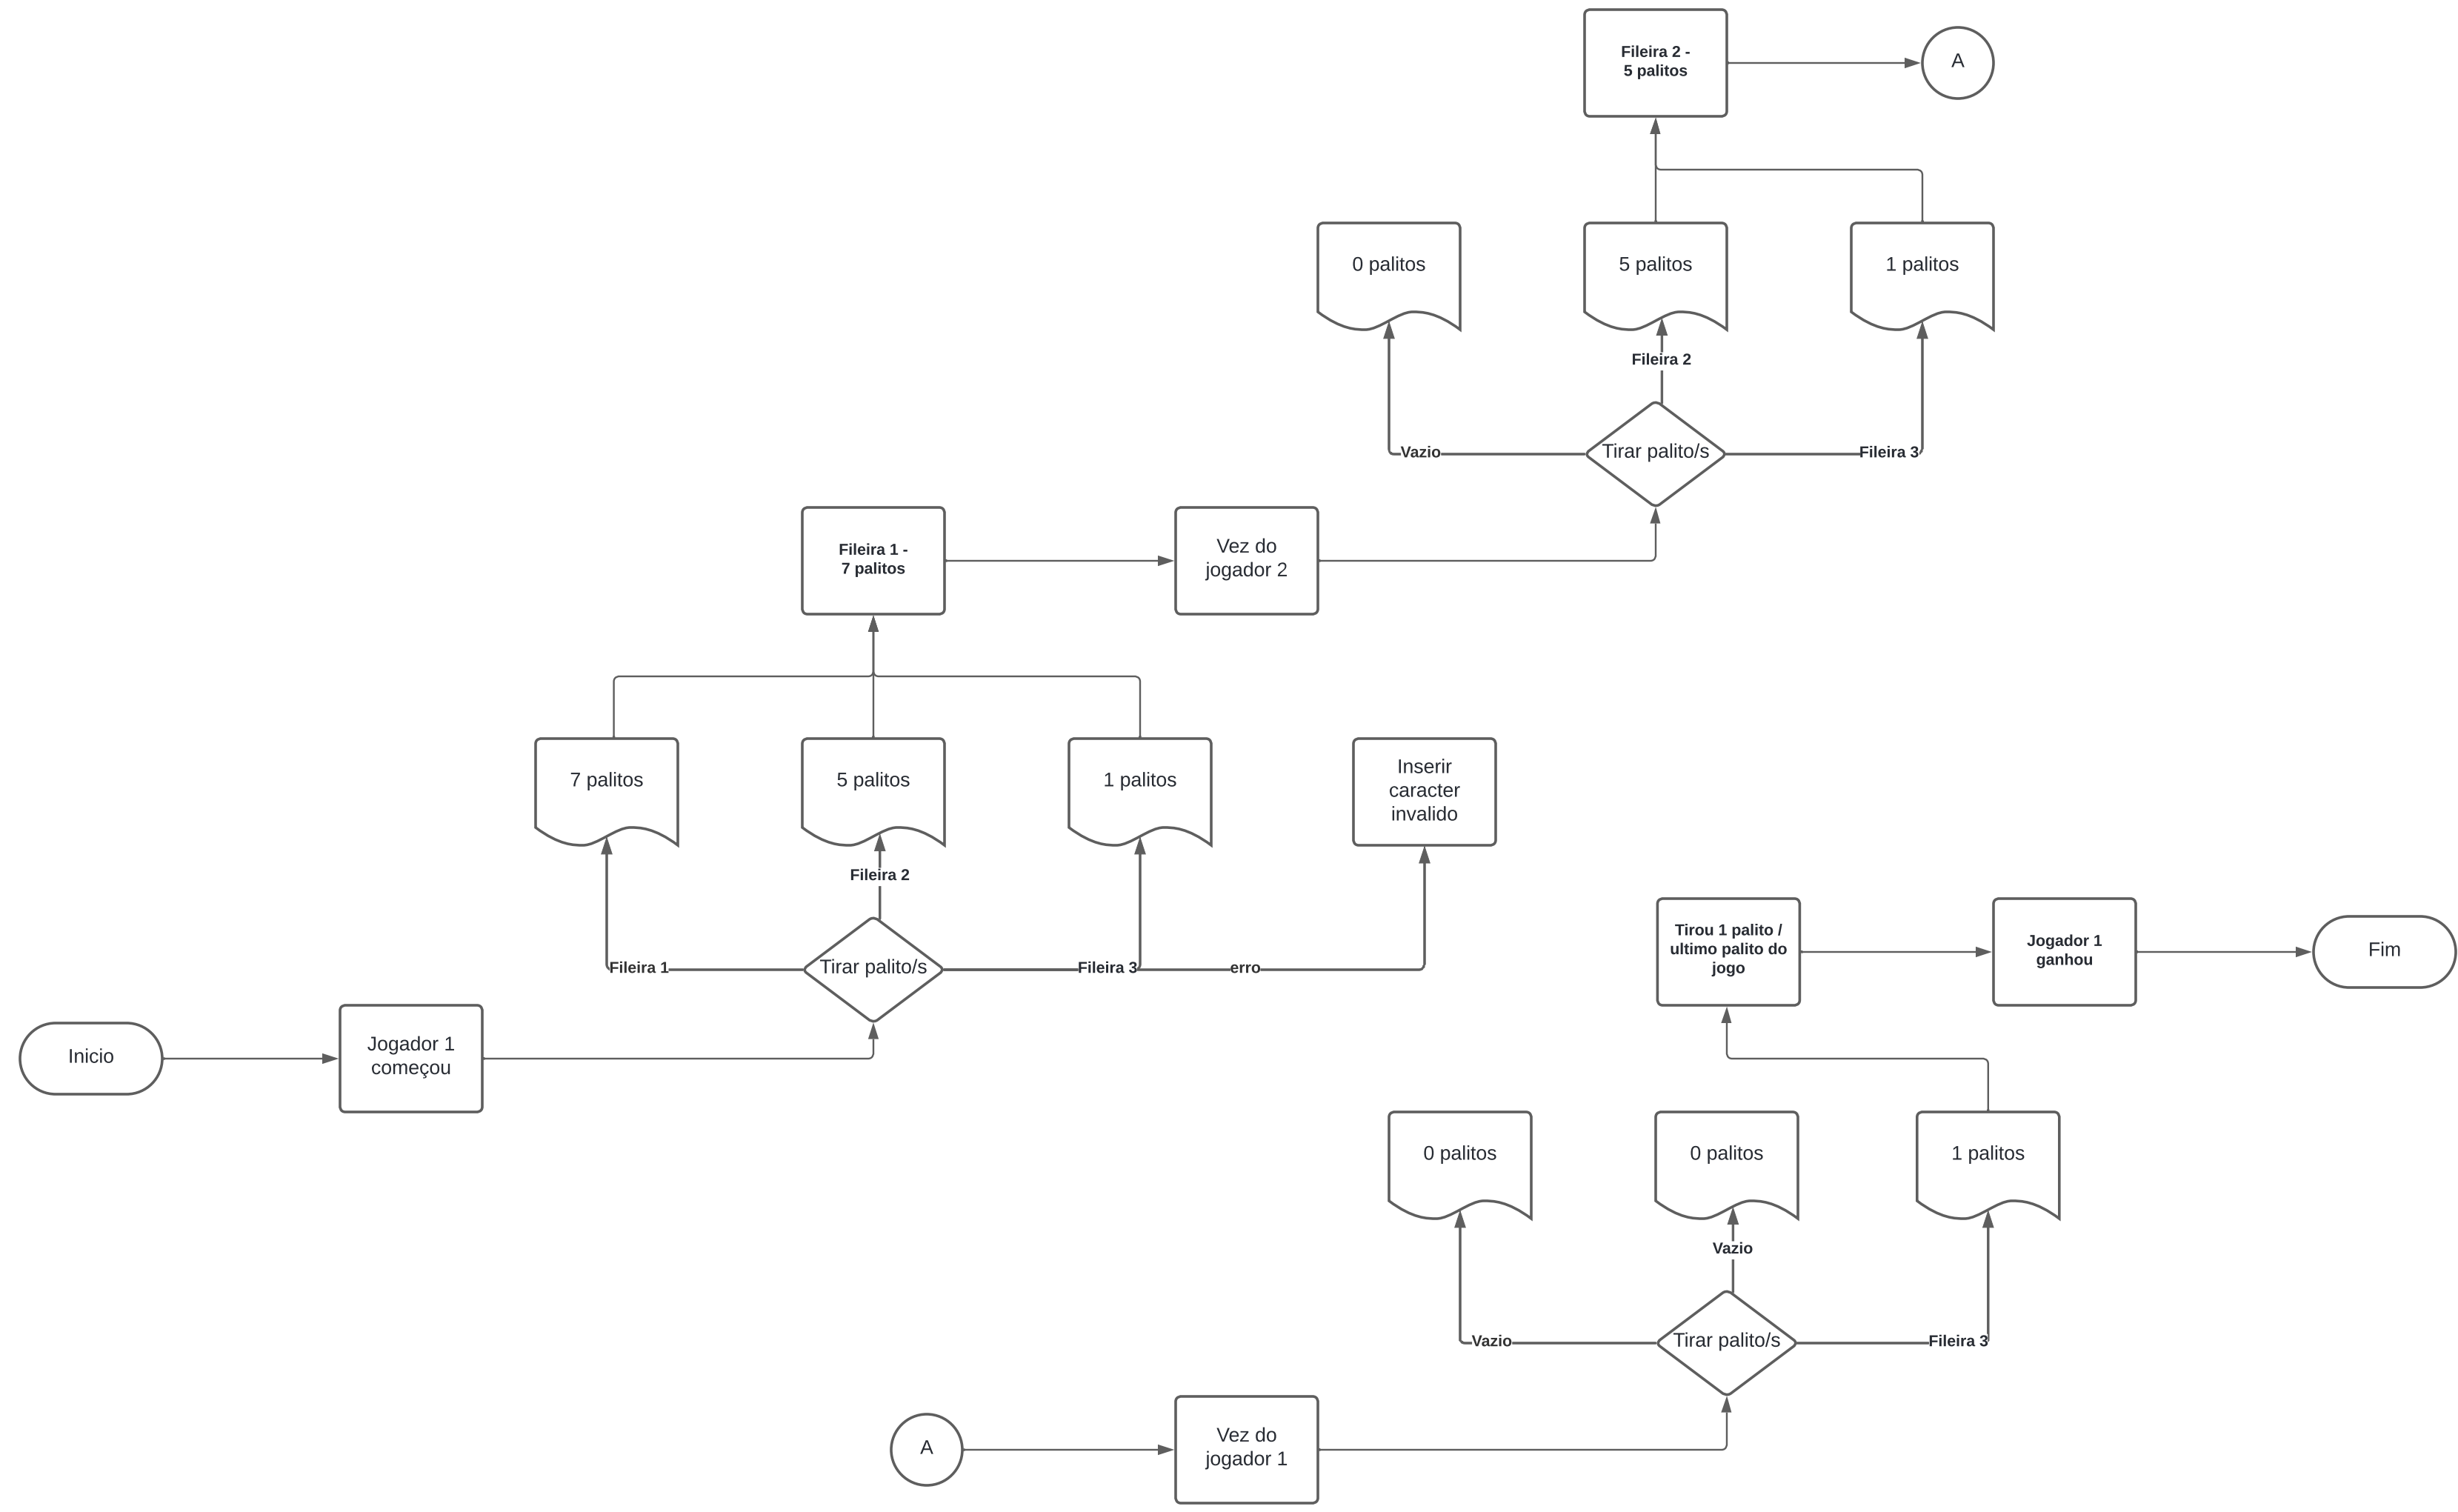 Fileira 2 -
5 palitos
A
0 palitos
5 palitos
1 palitos
Fileira 2
Vazio
Tirar palito/s
Fileira 3
Fileira 1 -
7 palitos
Vez do
jogador 2
7 palitos
5 palitos
1 palitos
Inserir
caracter
invalido
Fileira 2
Fileira 1
Tirar palito/s
Fileira 3
erro
Inicio
Jogador 1
começou
Tirou 1 palito /
ultimo palito do
jogo
Jogador 1
ganhou
Fim
0 palitos
0 palitos
1 palitos
Vazio
Vazio
Tirar palito/s
Fileira 3
A
Vez do
jogador 1